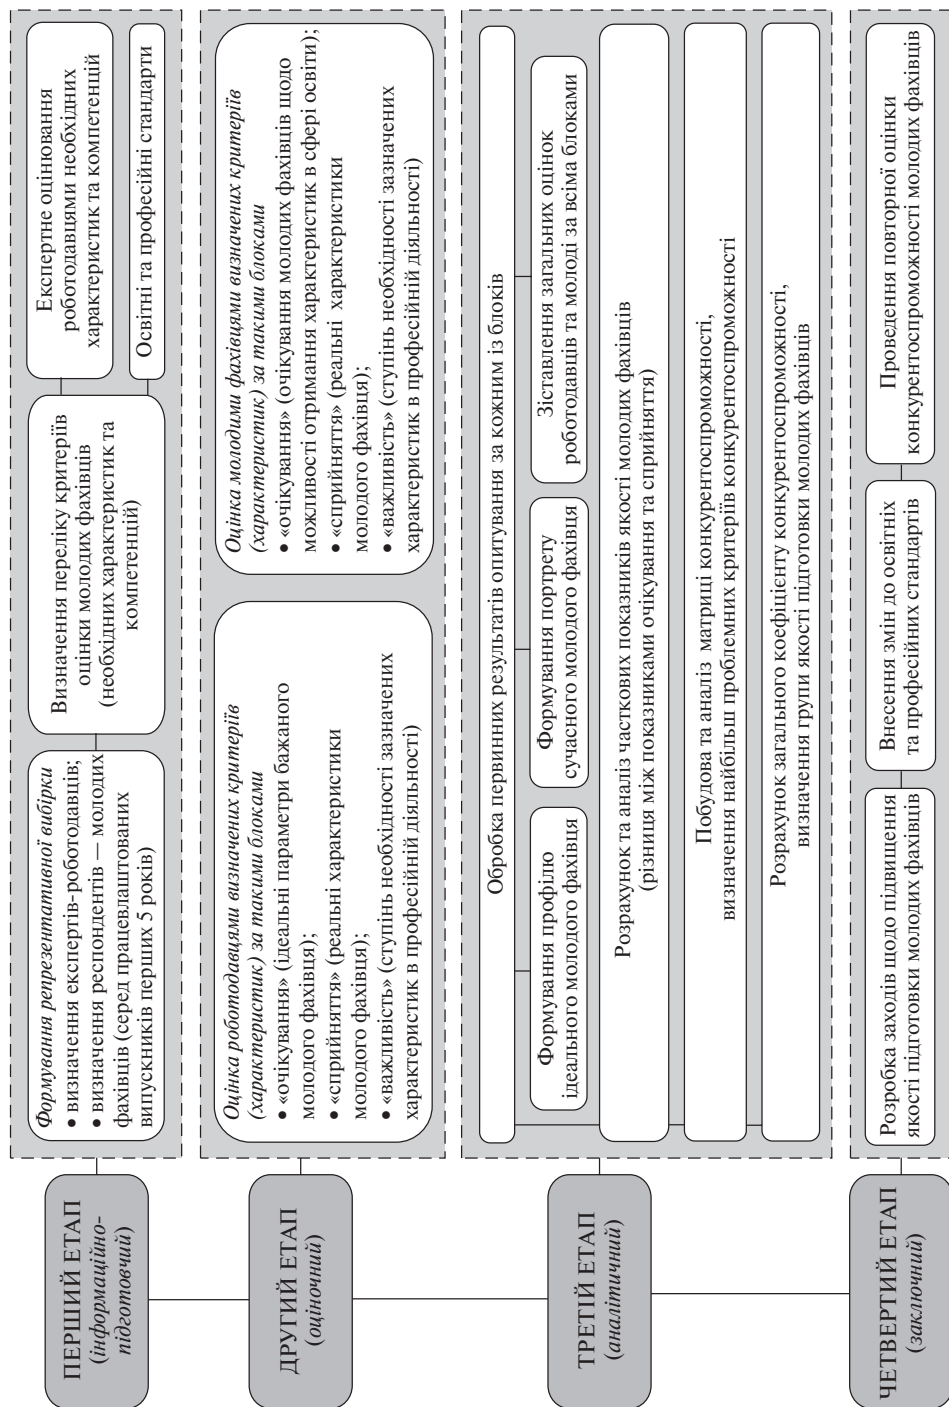 ПЕРШИЙ ЕТАП
(інформаційно-
підготовчий)
Формування репрезентативної вибірки
• визначення експертів-роботодавців;
• визначення респондентів — молодих
фахівців (серед працевлаштованих
випускників перших 5 років)
Визначення переліку критеріїв
оцінки молодих фахівців
(необхідних характеристик та
компетенцій)
Експертне оцінювання
роботодавцями необхідних
характеристик та компетенцій
Освітні та професійні стандарти
ДРУГИЙ ЕТАП
(оціночний)
Оцінка роботодавцями визначених критеріїв
(характеристик) за такими блоками
• «очікування» (ідеальні параметри бажаного
молодого фахівця);
• «сприйняття» (реальні характеристики
молодого фахівця);
• «важливість» (ступінь необхідності зазначених
характеристик в професійній діяльності)
Оцінка молодими фахівцями визначених критеріїв
(характеристик) за такими блоками
• «очікування» (очікування молодих фахівців щодо
можливості отримання характеристик в сфері освіти);
• «сприйняття» (реальні характеристики
молодого фахівця);
• «важливість» (ступінь необхідності зазначених
характеристик в професійній діяльності)
ТРЕТІЙ ЕТАП
(аналітичний)
Обробка первинних результатів опитування за кожним із блоків
Формування профілю
ідеального молодого фахівця
Формування портрету
сучасного молодого фахівця
Зіставлення загальних оцінок
роботодавців та молоді за всіма блоками
Розрахунок та аналіз часткових показників якості молодих фахівців
(різниця між показниками очікування та сприйняття)
Побудова та аналіз матриці конкурентоспроможності,
визначення найбільш проблемних критеріїв конкурентоспроможності
Розрахунок загального коефіцієнту конкурентоспроможності,
визначення групи якості підготовки молодих фахівців
ЧЕТВЕРТИЙ ЕТАП
(заключний)
Розробка заходів щодо підвищення
якості підготовки молодих фахівців
Внесення змін до освітніх
та професійних стандартів
Проведення повторної оцінки
конкурентоспроможності молодих фахівців